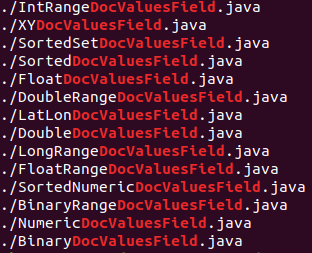 ./IntRangeDocValuesField.java
./XYDocValuesField.java
./SortedSetDocValuesField.java
./SortedDocValuesField.java
./FloatDocValuesField.java
./DoubleRangeDocValuesField.java
./LatLonDocValuesField.java
./DoubleDocValuesField.java
./LongRangeDocValuesField.java
./FloatRangeDocValuesField.java
./SortedNumericDocValuesField.java
./BinaryRangeDocValuesField.java
./NumericDocValuesField.java
./BinaryDocValuesField.java